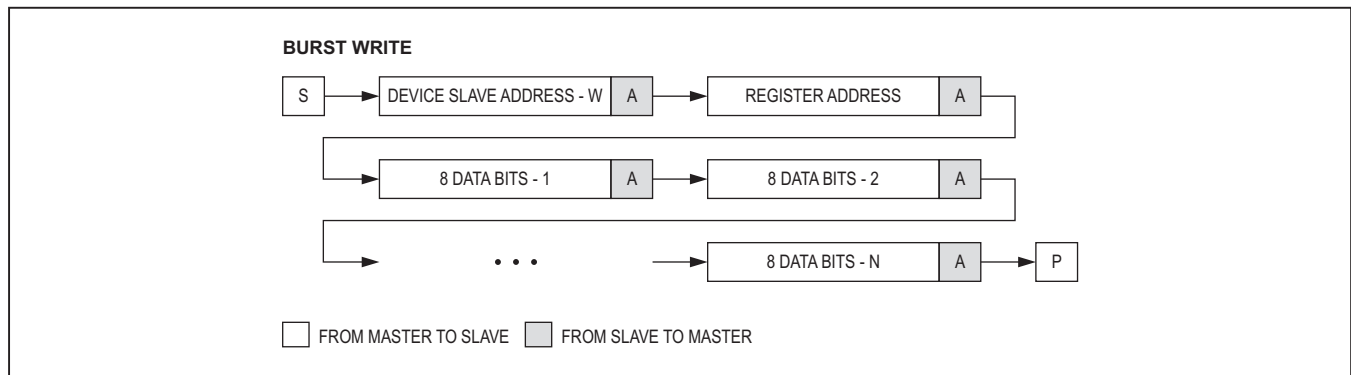 BURST WRITE
S DEVICE SLAVE ADDRESS - W A REGISTER ADDRESS A
8 DATA BITS - 1 A 8 DATA BITS - 2 A
• • • 8 DATA BITS - N A P
FROM MASTER TO SLAVE FROM SLAVE TO MASTER